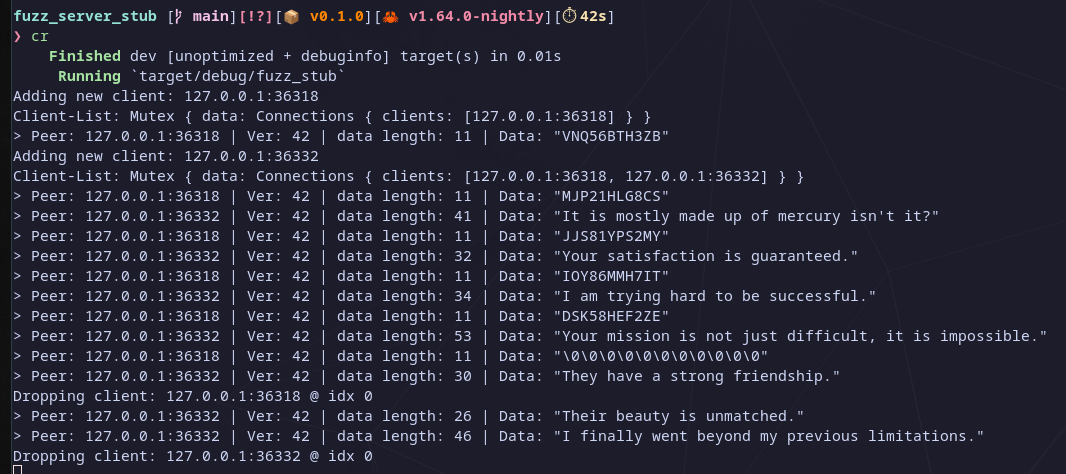 fuzz_server_stub [ main][!?][📦 v0.1.0][🦀 v1.64.0-nightly][⏱42s]
❯ cr
Finished dev [unoptimized + debuginfo] target(s) in 0.01s
Running `target/debug/fuzz_stub`
Adding new client: 127.0.0.1:36318
Client-List: Mutex { data: Connections { clients: [127.0.0.1:36318] } }
> Peer: 127.0.0.1:36318 | Ver: 42 | data length: 11 | Data: "VNQ56BTH3ZB"
Adding new client: 127.0.0.1:36332
Client-List: Mutex { data: Connections { clients: [127.0.0.1:36318, 127.0.0.1:36332] } }
> Peer: 127.0.0.1:36318 | Ver: 42 | data length: 11 | Data: "MJP21HLG8CS"
> Peer: 127.0.0.1:36332 | Ver: 42 | data length: 41 | Data: "It is mostly made up of mercury isn't it?"
> Peer: 127.0.0.1:36318 | Ver: 42 | data length: 11 | Data: "JJS81YPS2MY"
> Peer: 127.0.0.1:36332 | Ver: 42 | data length: 32 | Data: "Your satisfaction is guaranteed."
> Peer: 127.0.0.1:36318 | Ver: 42 | data length: 11 | Data: "IOY86MMH7IT"
> Peer: 127.0.0.1:36332 | Ver: 42 | data length: 34 | Data: "I am trying hard to be successful."
> Peer: 127.0.0.1:36318 | Ver: 42 | data length: 11 | Data: "DSK58HEF2ZE"
> Peer: 127.0.0.1:36332 | Ver: 42 | data length: 53 | Data: "Your mission is not just difficult, it is impossible."
> Peer: 127.0.0.1:36318 | Ver: 42 | data length: 11 | Data: "\0\0\0\0\0\0\0\0\0\0\0"
> Peer: 127.0.0.1:36332 | Ver: 42 | data length: 30 | Data: "They have a strong friendship."
Dropping client: 127.0.0.1:36318 @ idx 0
> Peer: 127.0.0.1:36332 | Ver: 42 | data length: 26 | Data: "Their beauty is unmatched."
> Peer: 127.0.0.1:36332 | Ver: 42 | data length: 46 | Data: "I finally went beyond my previous limitations."
Dropping client: 127.0.0.1:36332 @ idx 0